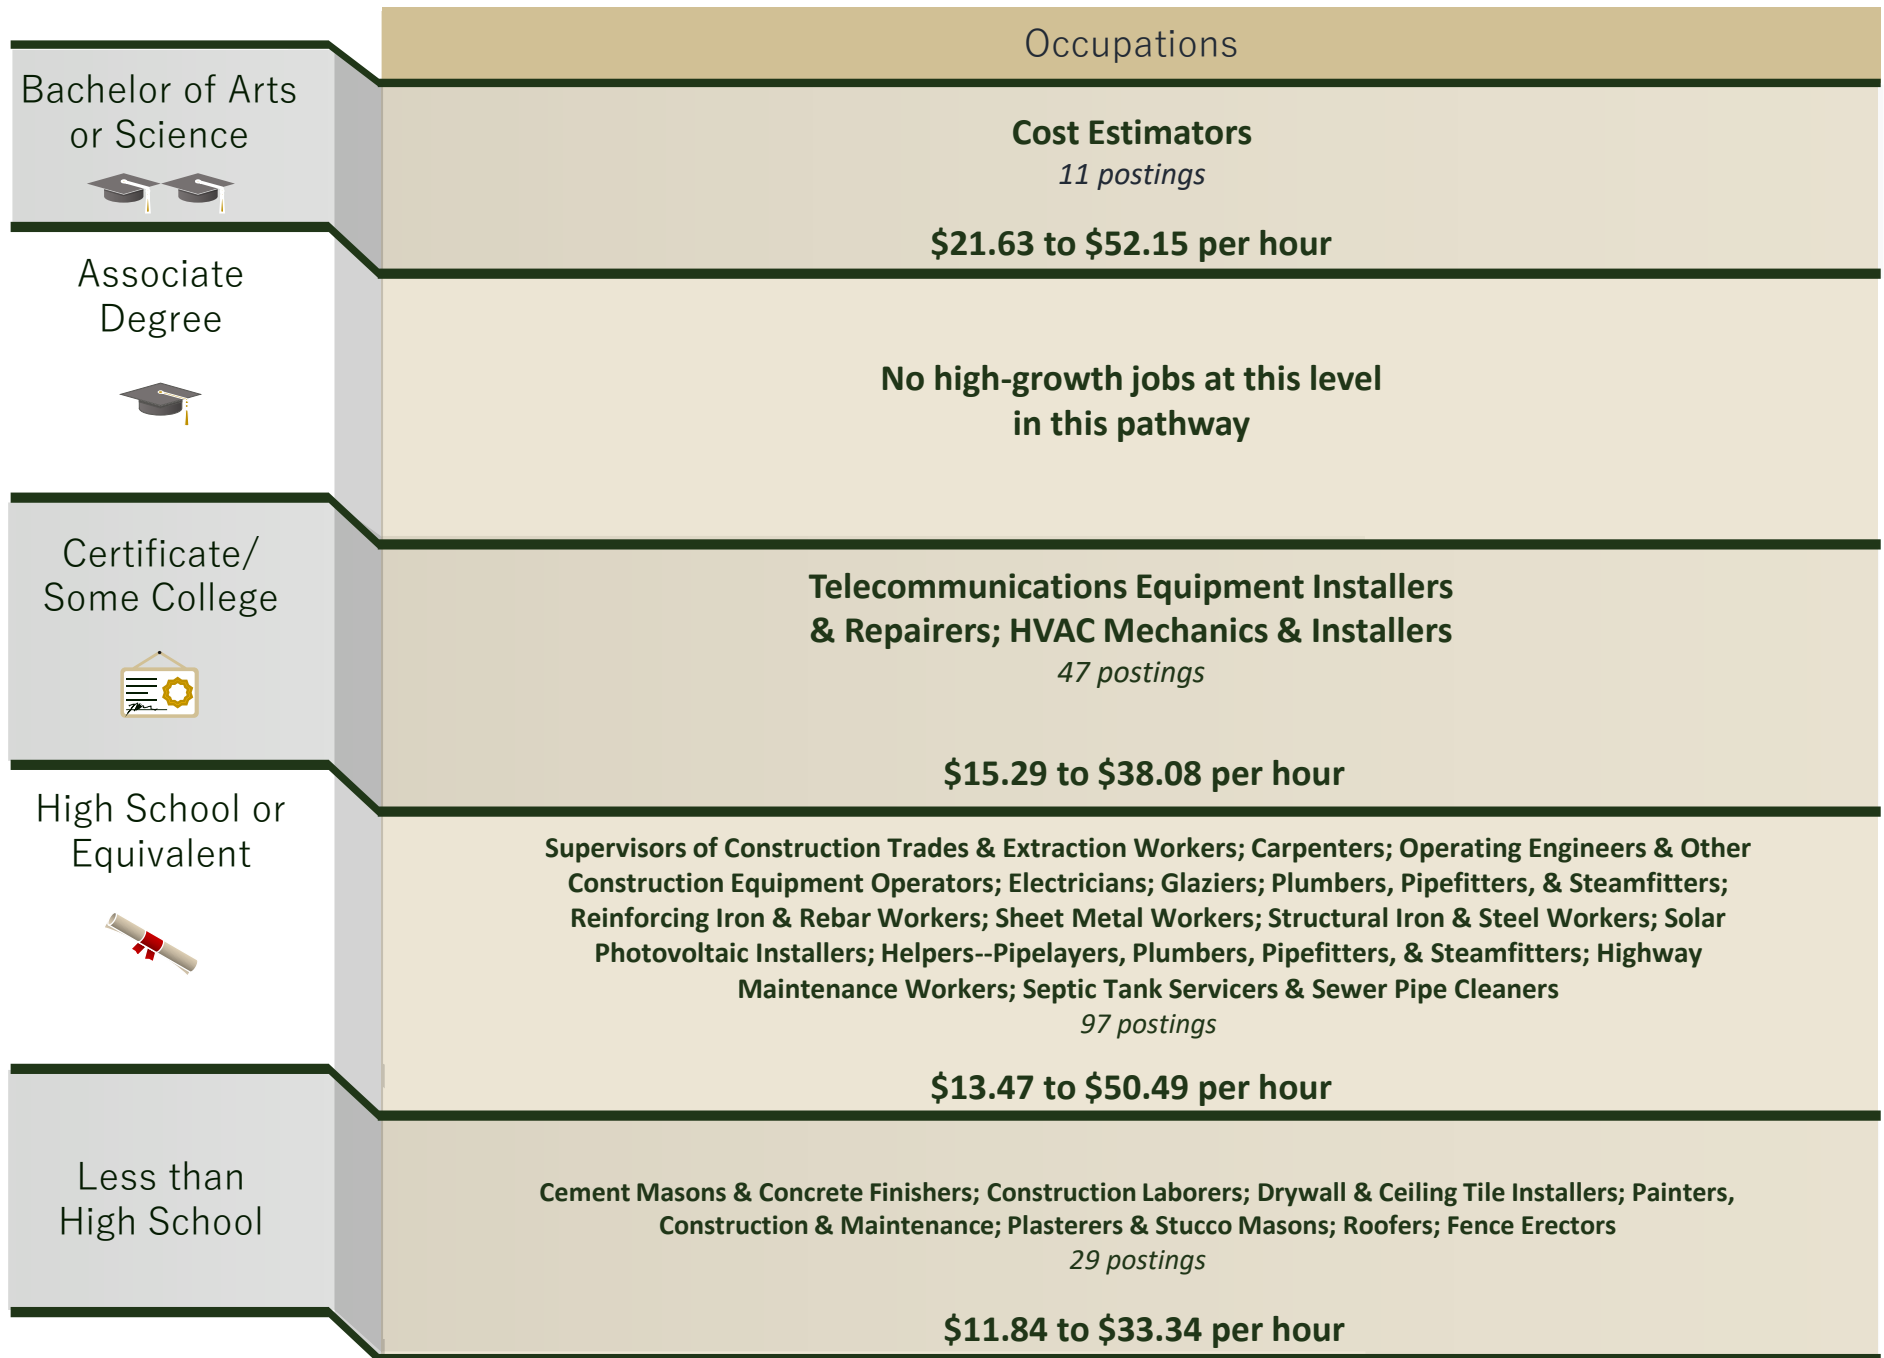 Occupations
Bachelor of Arts
or Science
Cost Estimators
11 postings
$21.63 to $52.15 per hour
Associate
Degree
No high-growth jobs at this level
in this pathway
Certificate/
Some College
Telecommunications Equipment Installers
& Repairers; HVAC Mechanics & Installers
47 postings
$15.29 to $38.08 per hour
High School or
Equivalent
Supervisors of Construction Trades & Extraction Workers; Carpenters; Operating Engineers & Other
Construction Equipment Operators; Electricians; Glaziers; Plumbers, Pipefitters, & Steamfitters;
Reinforcing Iron & Rebar Workers; Sheet Metal Workers; Structural Iron & Steel Workers; Solar
Photovoltaic Installers; Helpers--Pipelayers, Plumbers, Pipefitters, & Steamfitters; Highway
Maintenance Workers; Septic Tank Servicers & Sewer Pipe Cleaners
97 postings
$13.47 to $50.49 per hour
Less than
High School
Cement Masons & Concrete Finishers; Construction Laborers; Drywall & Ceiling Tile Installers; Painters,
Construction & Maintenance; Plasterers & Stucco Masons; Roofers; Fence Erectors
29 postings
$11.84 to $33.34 per hour